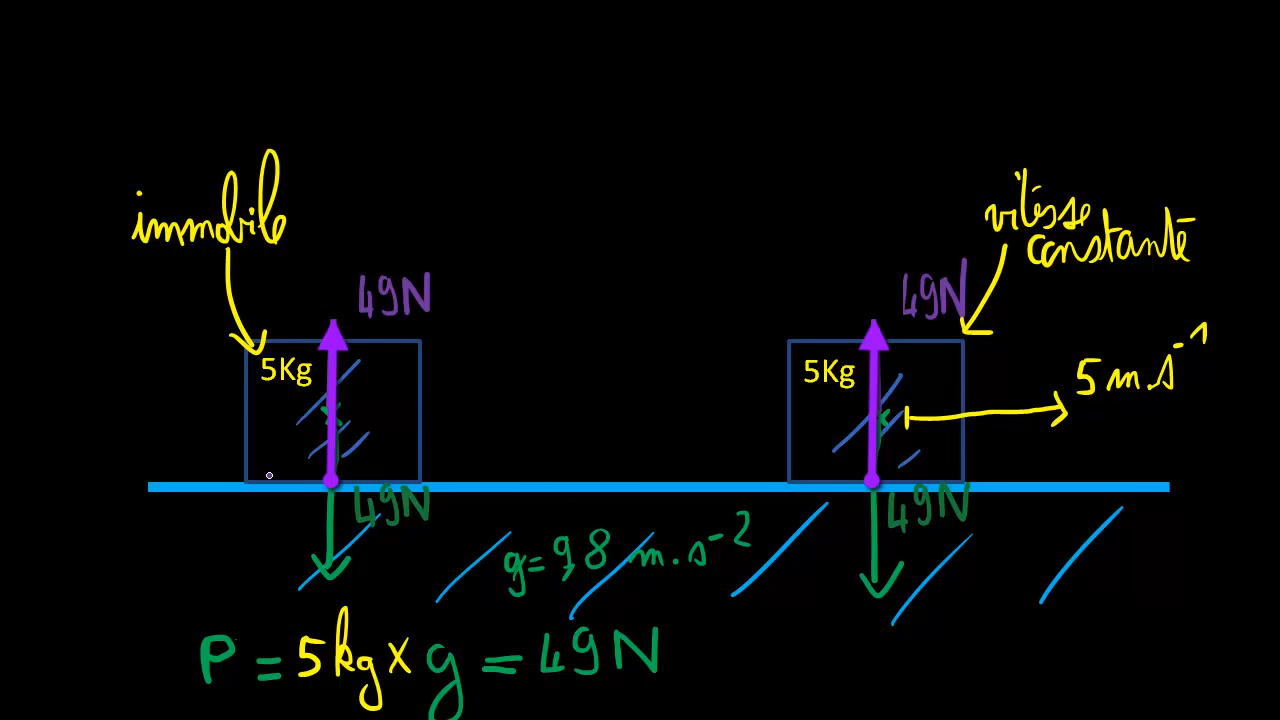 immobile
vitesse
constante
49N
49N
5Kg
5Kg
5 m.s⁻¹
49N
49N
g=9,8 m.s⁻²
P = 5kg x g = 49N